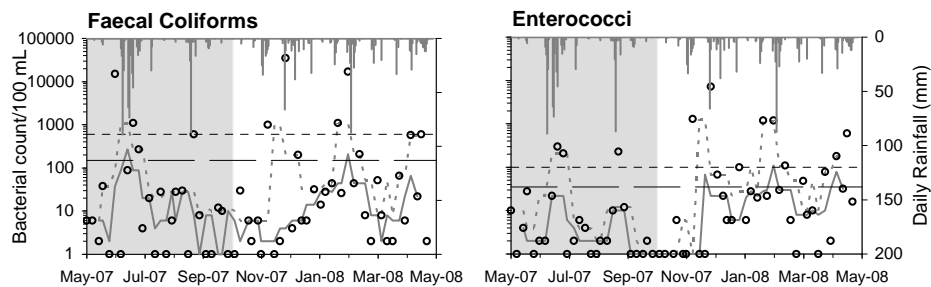 Faecal Coliforms
Enterococci
Bacterial count/100 mL
100000
10000
1000
100
10
1
May-07 Jul-07 Sep-07 Nov-07 Jan-08 Mar-08 May-08
May-07 Jul-07 Sep-07 Nov-07 Jan-08 Mar-08 May-08
0
50
100
150
200
Daily Rainfall (mm)